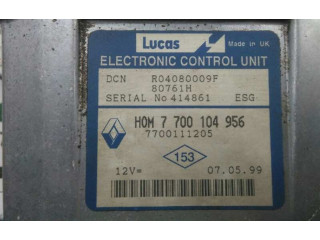 Lucas
Made in UK
ELECTRONIC CONTROL UNIT
DCN R04080009F
80761H
SERIAL No 414861 ESG
HOM 7 700 104 956
7700111205
153
12V= 07.05.99